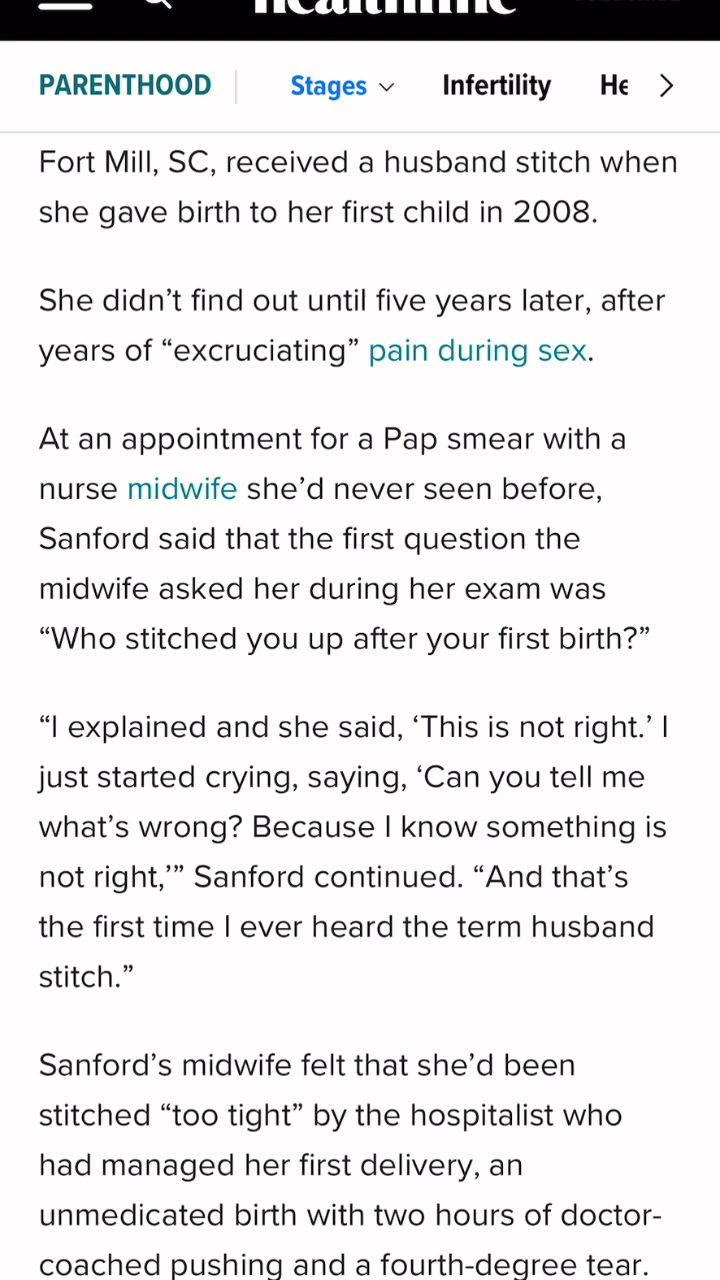 healthline
PARENTHOOD
Stages
Infertility
He
Fort Mill, SC, received a husband stitch when
she gave birth to her first child in 2008.
She didn’t find out until five years later, after
years of “excruciating” pain during sex.
At an appointment for a Pap smear with a
nurse midwife she’d never seen before,
Sanford said that the first question the
midwife asked her during her exam was
“Who stitched you up after your first birth?”
“I explained and she said, ‘This is not right.’ I
just started crying, saying, ‘Can you tell me
what’s wrong? Because I know something is
not right,’” Sanford continued. “And that’s
the first time I ever heard the term husband
stitch.”
Sanford’s midwife felt that she’d been
stitched “too tight” by the hospitalist who
had managed her first delivery, an
unmedicated birth with two hours of doctor-
coached pushing and a fourth-degree tear.